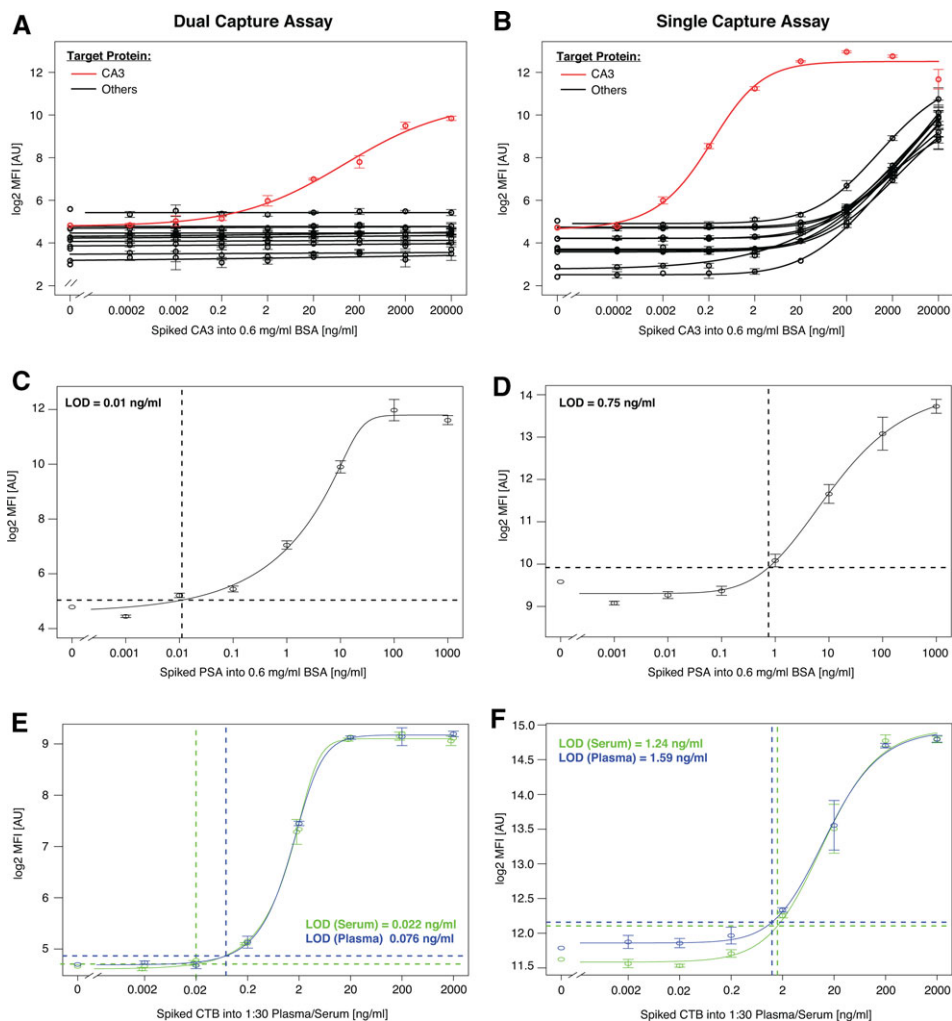 Dual Capture Assay
Single Capture Assay
A
Target Protein:
CA3
Others
log2 MFI [AU]
12
10
8
6
4
2
0
0.0002
0.002
0.2
2
20
200
2000
20000
Spiked CA3 into 0.6 mg/ml BSA [ng/ml]
B
Target Protein:
CA3
Others
log2 MFI [AU]
12
10
8
6
4
2
0
0.0002
0.002
0.2
2
20
200
2000
20000
Spiked CA3 into 0.6 mg/ml BSA [ng/ml]
C
LOD = 0.01 ng/ml
log2 MFI [AU]
12
10
8
6
4
0
0.001
0.01
0.1
1
10
100
1000
Spiked PSA into 0.6 mg/ml BSA [ng/ml]
D
LOD = 0.75 ng/ml
log2 MFI [AU]
14
13
12
11
10
9
0
0.001
0.01
0.1
1
10
100
1000
Spiked PSA into 0.6 mg/ml BSA [ng/ml]
E
log2 MFI [AU]
9
8
7
6
5
LOD (Serum) = 0.022 ng/ml
LOD (Plasma) 0.076 ng/ml
0
0.002
0.02
0.2
2
20
200
2000
Spiked CTB into 1:30 Plasma/Serum [ng/ml]
F
LOD (Serum) = 1.24 ng/ml
LOD (Plasma) = 1.59 ng/ml
log2 MFI [AU]
15.0
14.5
14.0
13.5
13.0
12.5
12.0
11.5
0
0.002
0.02
0.2
2
20
200
2000
Spiked CTB into 1:30 Plasma/Serum [ng/ml]